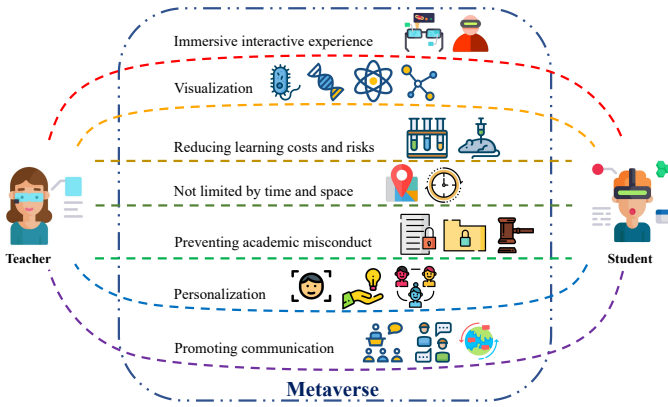 Immersive interactive experience
Visualization
Reducing learning costs and risks
Not limited by time and space
Preventing academic misconduct
Teacher
Student
Personalization
Promoting communication
Metaverse